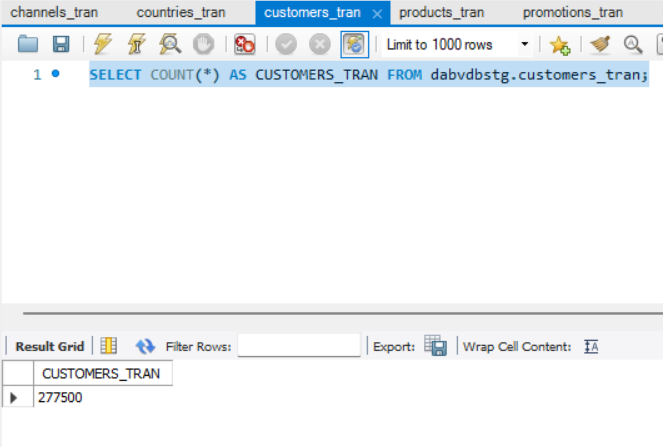 channels_tran countries_tran customers_tran products_tran promotions_tran
Limit to 1000 rows
1 SELECT COUNT(*) AS CUSTOMERS_TRAN FROM dabvdbstg.customers_tran;
Result Grid Filter Rows: Export: Wrap Cell Content:
CUSTOMERS_TRAN
277500